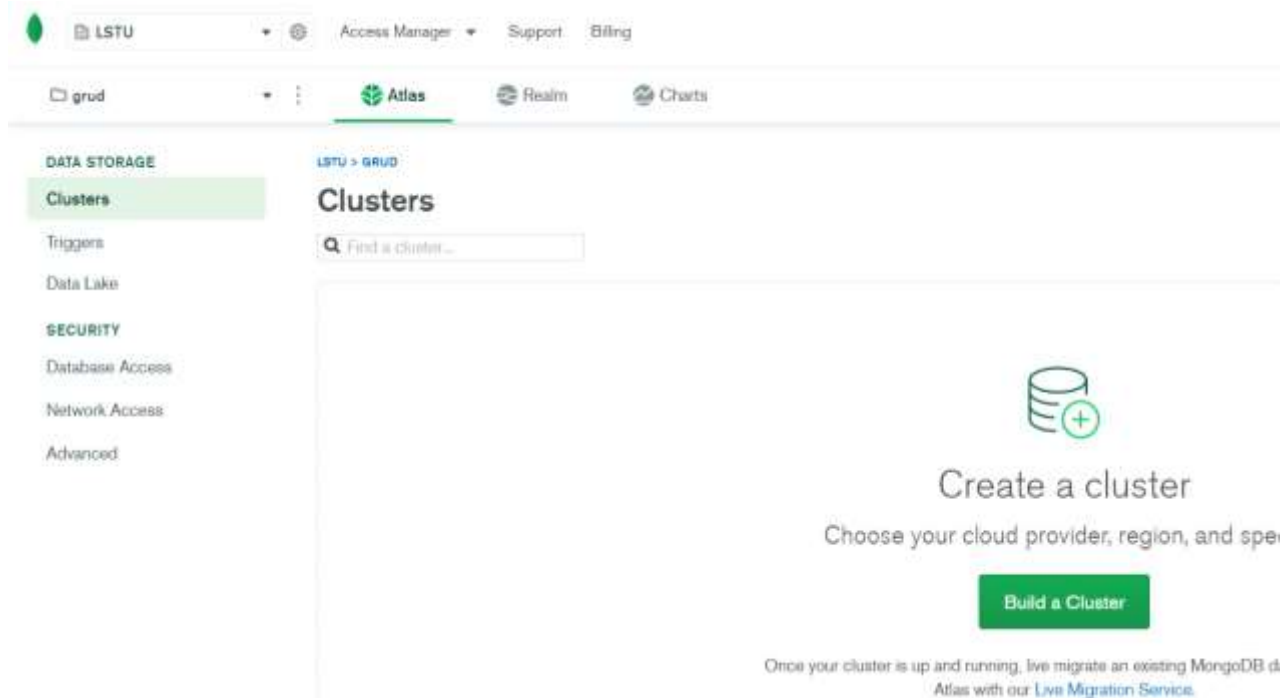 LSTU Access Manager Support Billing
grud Atlas Realm Charts
DATA STORAGE
Clusters
Triggers
Data Lake
SECURITY
Database Access
Network Access
Advanced
LSTU > GRUD
Clusters
Find a cluster...
Create a cluster
Choose your cloud provider, region, and spe
Build a Cluster
Once your cluster is up and running, live migrate an existing MongoDB da
Atlas with our Live Migration Service.